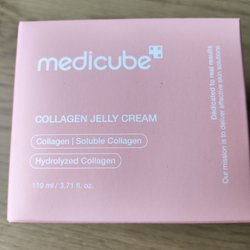 medicube+
COLLAGEN JELLY CREAM
Collagen | Soluble Collagen
Hydrolyzed Collagen
110 ml / 3.71 fl. oz.
Dedicated to real results
Our mission is to deliver effective skin solutions